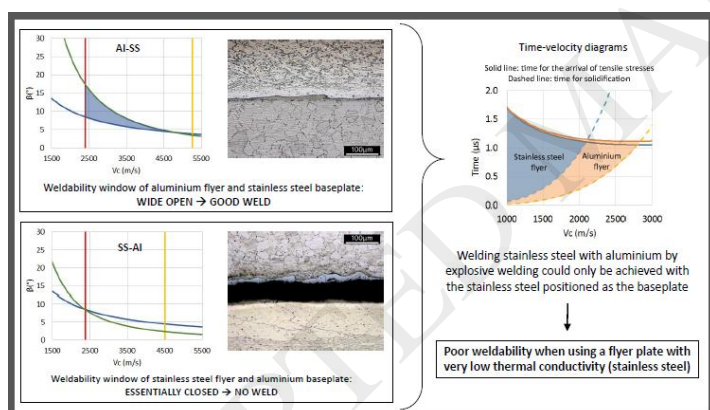 Al-SS
β(°)
30
25
20
15
10
5
0
1500 2500 3500 4500 5500
Vc (m/s)
100µm
Weldability window of aluminium flyer and stainless steel baseplate:
WIDE OPEN → GOOD WELD
SS-Al
β(°)
30
25
20
15
10
5
0
1500 2500 3500 4500 5500
Vc (m/s)
100µm
Weldability window of stainless steel flyer and aluminium baseplate:
ESSENTIALLY CLOSED → NO WELD
Time-velocity diagrams
Solid line: time for the arrival of tensile stresses
Dashed line: time for solidification
Time (µs)
2.0
1.5
1.0
0.5
0.0
Stainless steel
flyer
Aluminium
flyer
1000 1500 2000 2500 3000
Vc (m/s)
Welding stainless steel with aluminium by
explosive welding could only be achieved with
the stainless steel positioned as the baseplate
Poor weldability when using a flyer plate with
very low thermal conductivity (stainless steel)
PTED MA